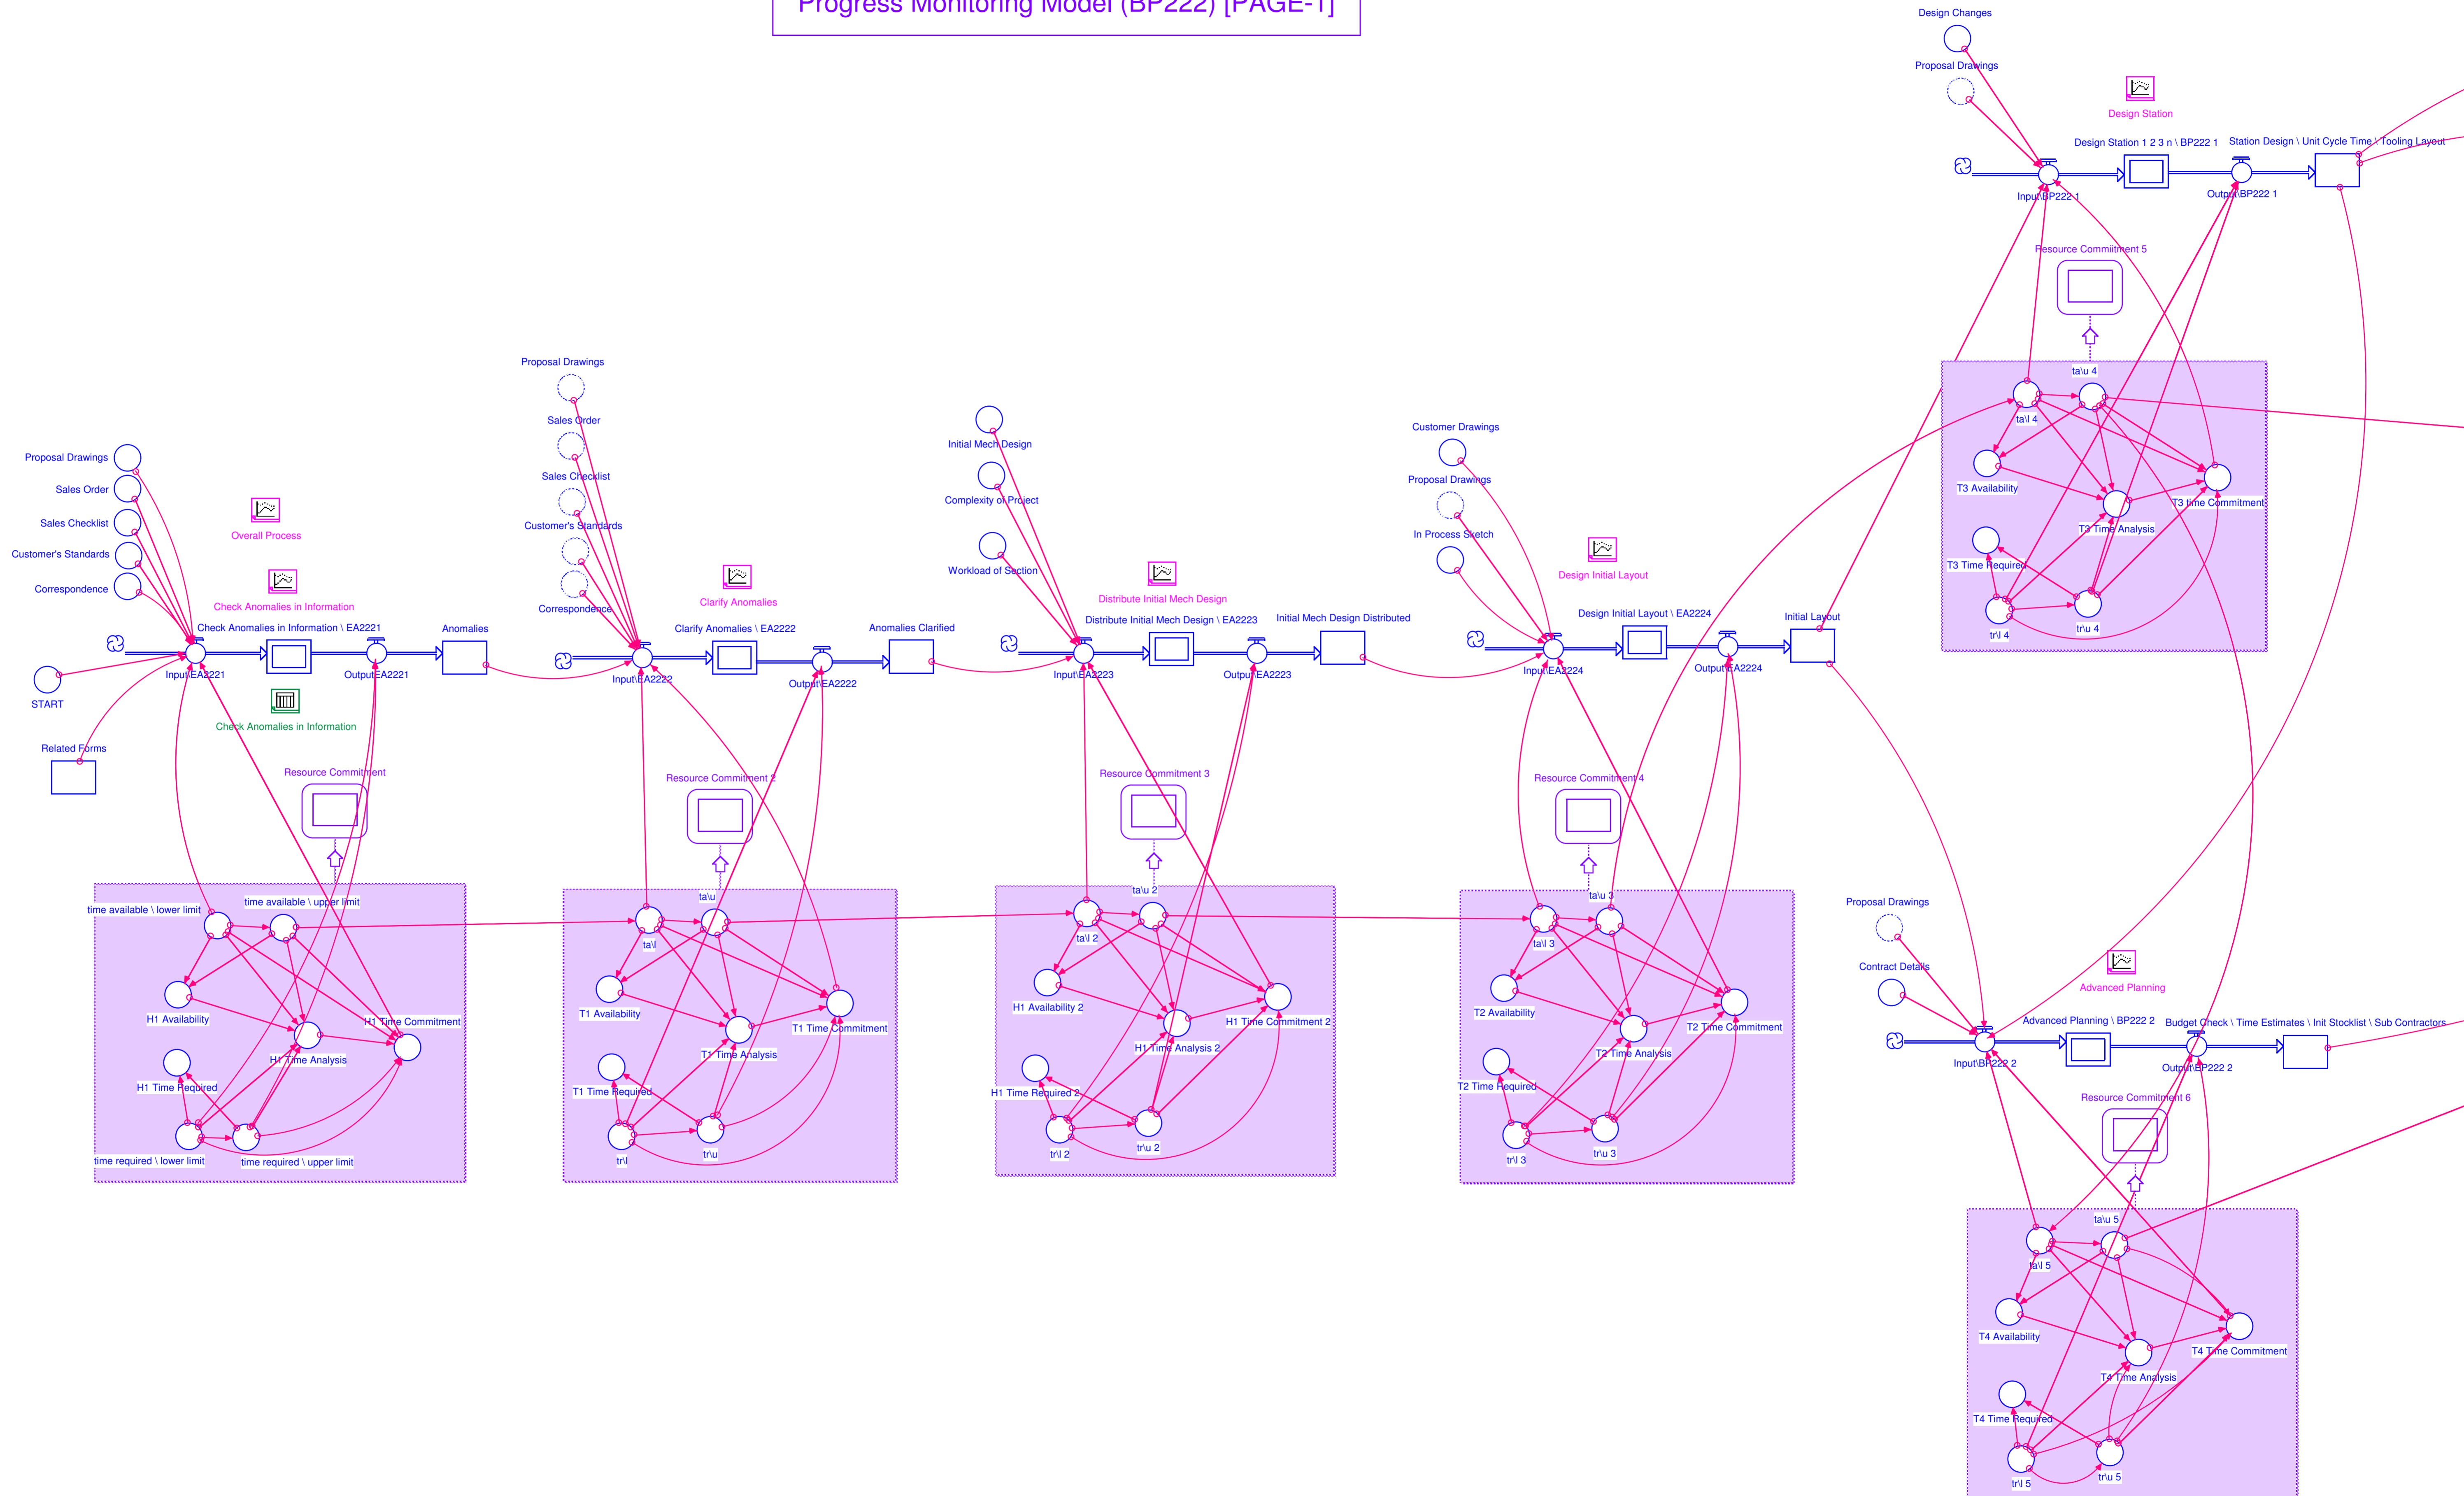 Progress Monitoring Model (BP222) [PAGE-1]
Design Changes
Proposal Drawings
Design Station
Design Station 1 2 3 n \ BP222 1
Station Design \ Unit Cycle Time \ Tooling Layout
Input\BP222 1
Output\BP222 1
Resource Commiitment 5
ta\u 4
ta\l 4
T3 Availability
T3 time Commitment
T3 Time Analysis
T3 Time Required
tr\u 4
tr\l 4
Proposal Drawings
Sales Order
Sales Checklist
Customer's Standards
Correspondence
Overall Process
Check Anomalies in Information
Check Anomalies in Information \ EA2221
Anomalies
Input\EA2221
Output\EA2221
START
Check Anomalies in Information
Related Forms
Resource Commitment
time available \ lower limit
time available \ upper limit
H1 Availability
H1 Time Commitment
H1 Time Analysis
H1 Time Required
time required \ lower limit
time required \ upper limit
Proposal Drawings
Sales Order
Sales Checklist
Customer's Standards
Correspondence
Clarify Anomalies
Clarify Anomalies \ EA2222
Anomalies Clarified
Input\EA2222
Output\EA2222
Resource Commitment 2
ta\u
ta\l
T1 Availability
T1 Time Commitment
T1 Time Analysis
T1 Time Required
tr\l
tr\u
Initial Mech Design
Complexity of Project
Workload of Section
Distribute Initial Mech Design
Distribute Initial Mech Design \ EA2223
Initial Mech Design Distributed
Input\EA2223
Output\EA2223
Resource Commitment 3
ta\u 2
ta\l 2
H1 Availability 2
H1 Time Commitment 2
H1 Time Analysis 2
H1 Time Required 2
tr\l 2
tr\u 2
Customer Drawings
Proposal Drawings
In Process Sketch
Design Initial Layout
Design Initial Layout \ EA2224
Initial Layout
Input\EA2224
Output\EA2224
Resource Commitment 4
ta\u 3
ta\l 3
T2 Availability
T2 Time Commitment
T2 Time Analysis
T2 Time Required
tr\l 3
tr\u 3
Proposal Drawings
Contract Details
Advanced Planning
Advanced Planning \ BP222 2
Budget Check \ Time Estimates \ Init Stocklist \ Sub Contractors
Input\BP222 2
Output\BP222 2
Resource Commitment 6
ta\u 5
ta\l 5
T4 Availability
T4 Time Commitment
T4 Time Analysis
T4 Time Required
tr\u 5
tr\l 5